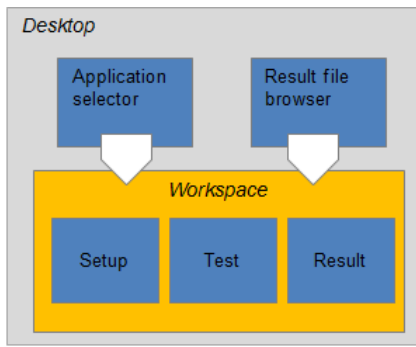 Desktop
Application
selector
Result file
browser
Workspace
Setup
Test
Result